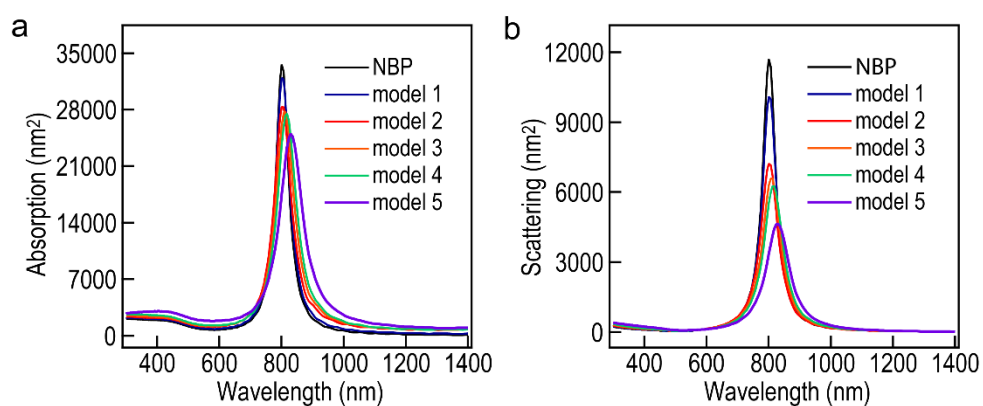 a
35000
28000
21000
14000
7000
0
Absorption (nm²)
NBP
model 1
model 2
model 3
model 4
model 5
400 600 800 1000 1200 1400
Wavelength (nm)
b
12000
9000
6000
3000
0
Scattering (nm²)
NBP
model 1
model 2
model 3
model 4
model 5
400 600 800 1000 1200 1400
Wavelength (nm)